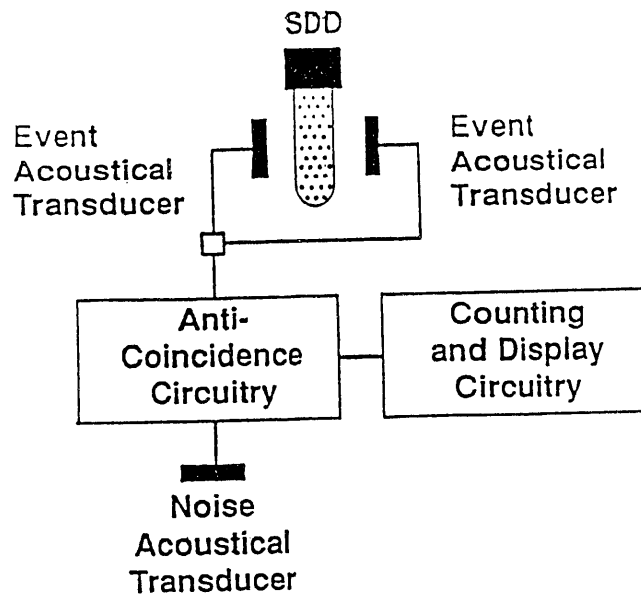 SDD
Event
Acoustical
Transducer
Event
Acoustical
Transducer
Anti-
Coincidence
Circuitry
Counting
and Display
Circuitry
Noise
Acoustical
Transducer